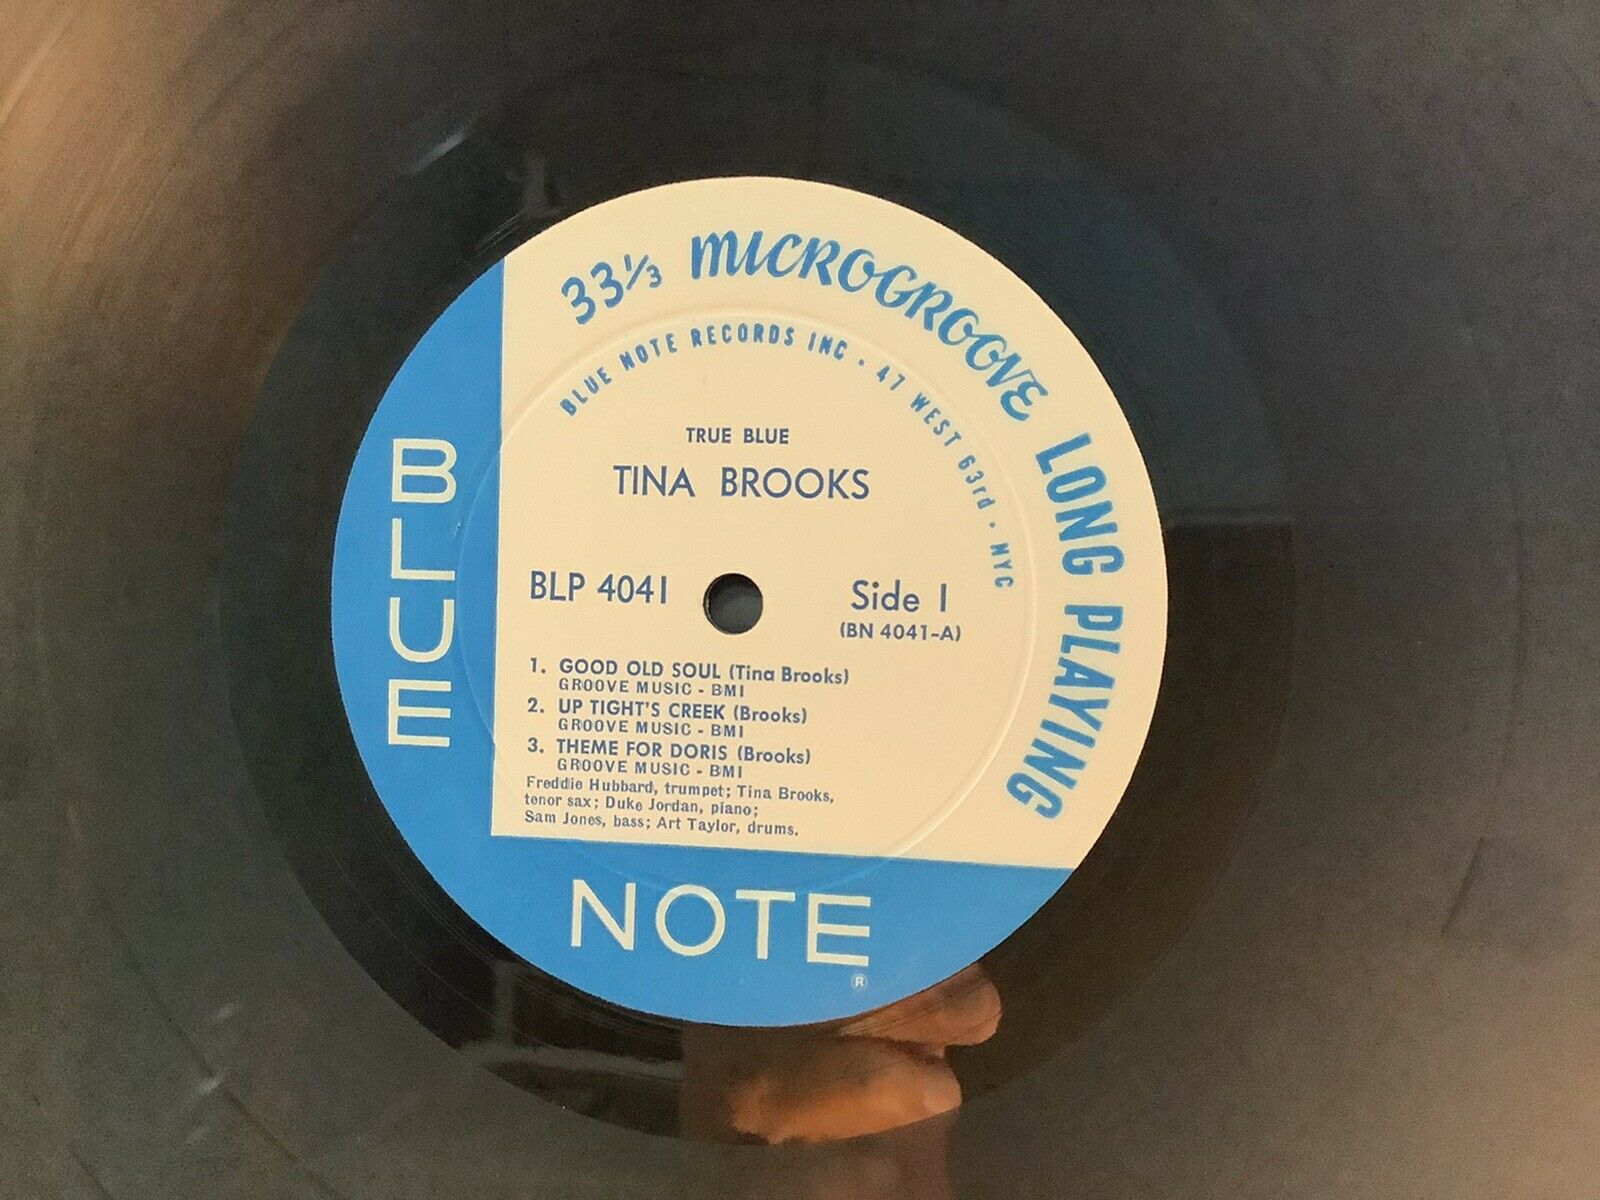 33⅓ MICROGROOVE LONG PLAYING
BLUE NOTE RECORDS INC · 47 WEST 63rd · NYC
TRUE BLUE
TINA BROOKS
BLP 4041
Side 1
(BN 4041-A)
1. GOOD OLD SOUL (Tina Brooks)
GROOVE MUSIC - BMI
2. UP TIGHT'S CREEK (Brooks)
GROOVE MUSIC - BMI
3. THEME FOR DORIS (Brooks)
GROOVE MUSIC - BMI
Freddie Hubbard, trumpet; Tina Brooks,
tenor sax; Duke Jordan, piano;
Sam Jones, bass; Art Taylor, drums.
BLUE
NOTE
®